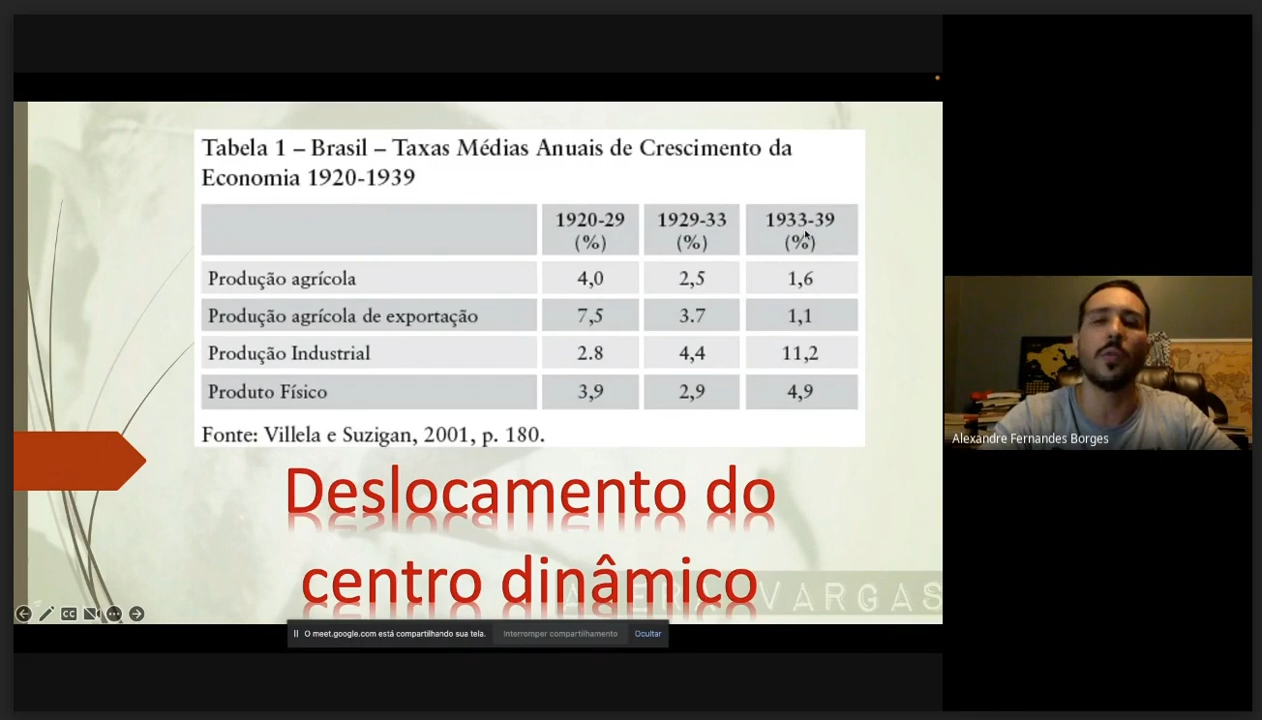 Tabela 1 – Brasil – Taxas Médias Anuais de Crescimento da
Economia 1920-1939
1920-29 1929-33 1933-39
(%) (%) (%)
Produção agrícola 4,0 2,5 1,6
Produção agrícola de exportação 7,5 3.7 1,1
Produção Industrial 2.8 4,4 11,2
Produto Físico 3,9 2,9 4,9
Fonte: Villela e Suzigan, 2001, p. 180.
Deslocamento do
centro dinâmico
VARGAS
CC
O meet.google.com está compartilhando sua tela. Interromper compartilhamento Ocultar
Alexandre Fernandes Borges